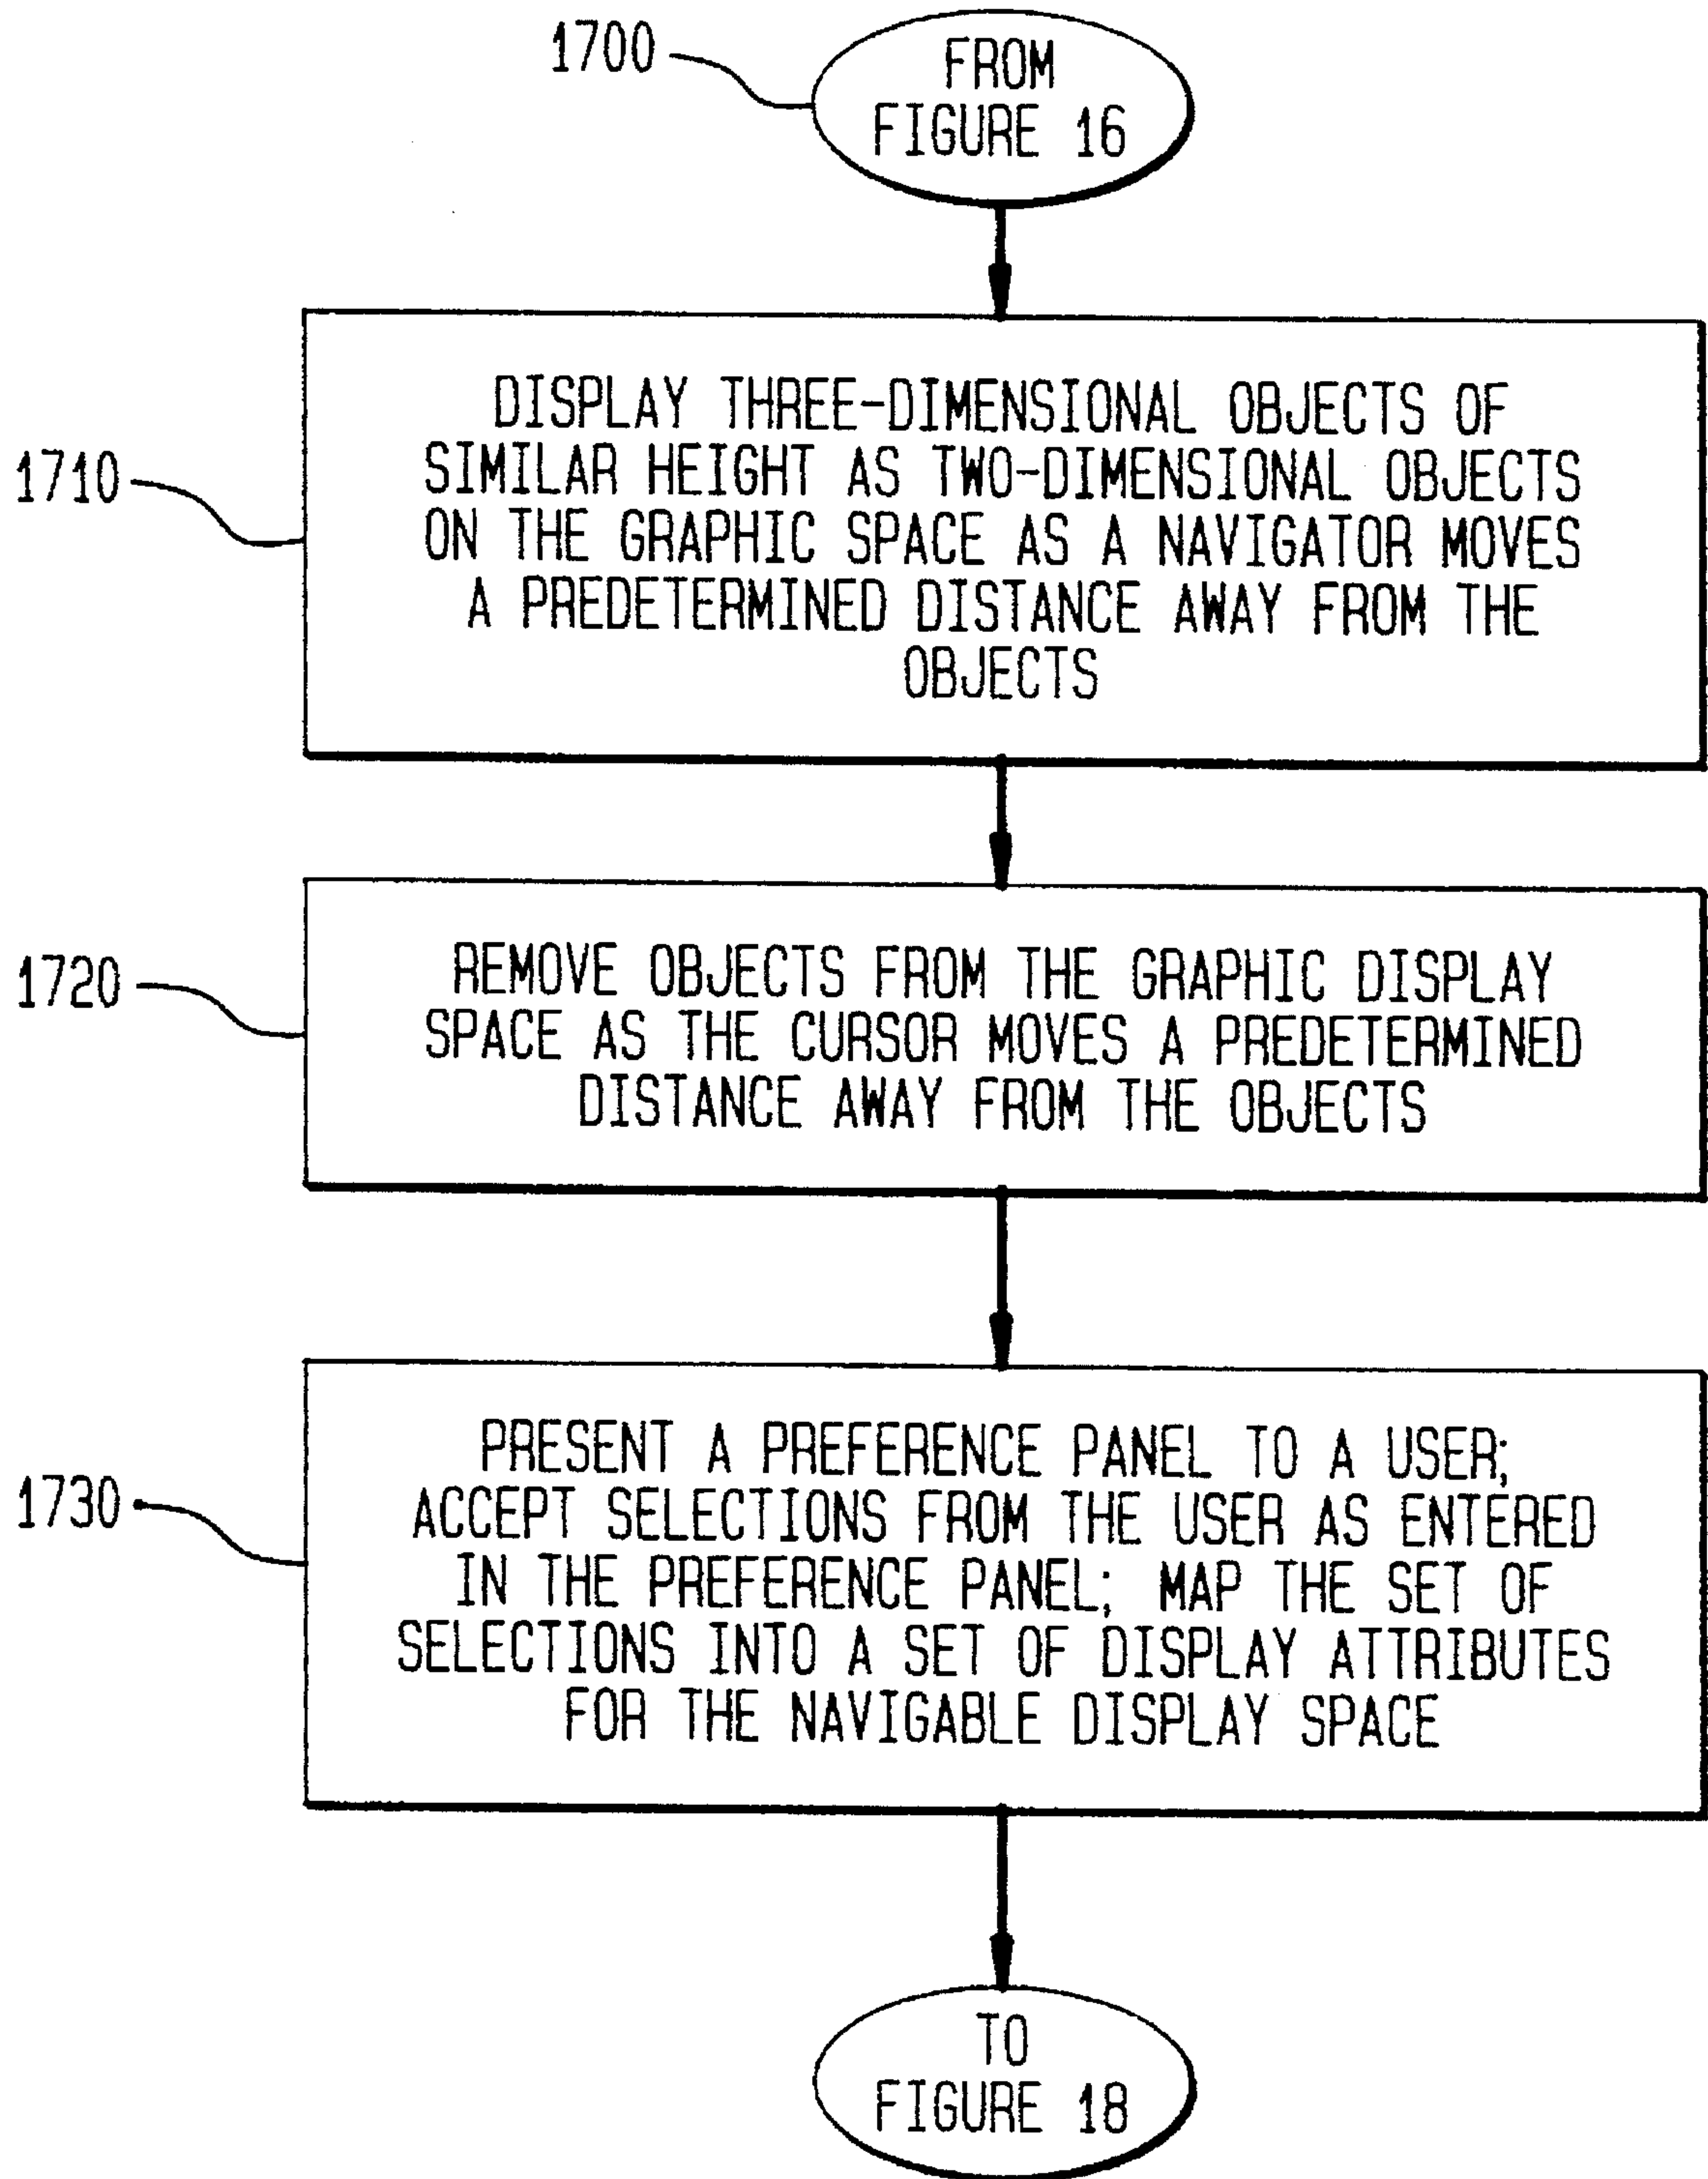 1700
FROM
FIGURE 16
1710
DISPLAY THREE-DIMENSIONAL OBJECTS OF
SIMILAR HEIGHT AS TWO-DIMENSIONAL OBJECTS
ON THE GRAPHIC SPACE AS A NAVIGATOR MOVES
A PREDETERMINED DISTANCE AWAY FROM THE
OBJECTS
1720
REMOVE OBJECTS FROM THE GRAPHIC DISPLAY
SPACE AS THE CURSOR MOVES A PREDETERMINED
DISTANCE AWAY FROM THE OBJECTS
1730
PRESENT A PREFERENCE PANEL TO A USER;
ACCEPT SELECTIONS FROM THE USER AS ENTERED
IN THE PREFERENCE PANEL; MAP THE SET OF
SELECTIONS INTO A SET OF DISPLAY ATTRIBUTES
FOR THE NAVIGABLE DISPLAY SPACE
TO
FIGURE 18